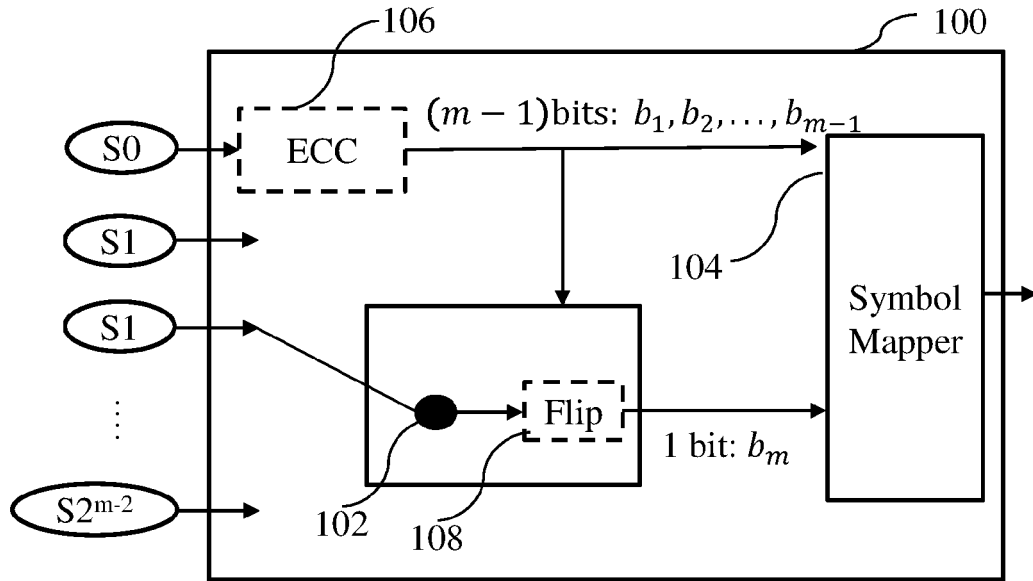 106
100
(m − 1)bits: b₁, b₂, . . . , bₘ₋₁
S0
ECC
S1
104
S1
Symbol
Mapper
....
Flip
1 bit: bₘ
S2ᵐ⁻²
102
108